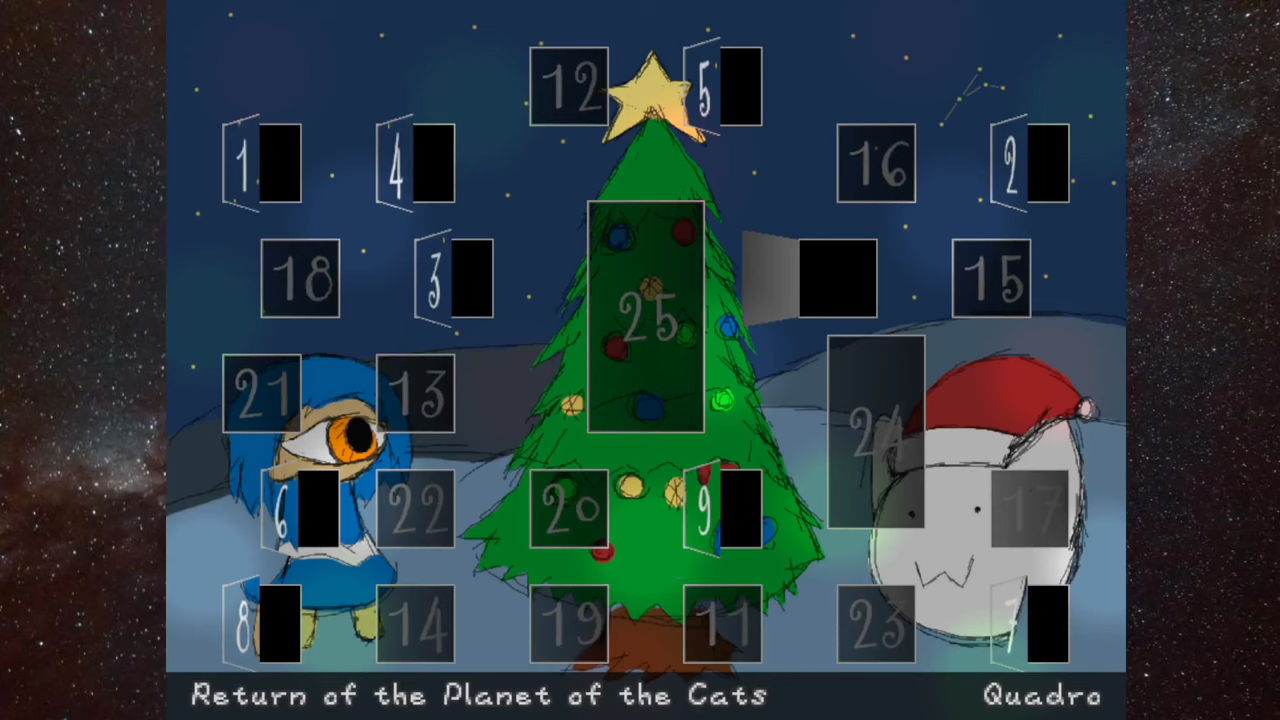 12 5
1 4 16 2
18 3 25 15
21 13 24
6 22 20 9 17
8 14 19 11 23 7
Return of the Planet of the Cats Quadro